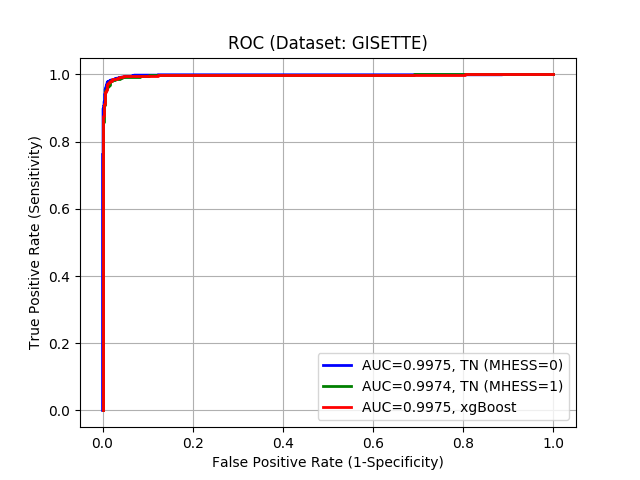 ROC (Dataset: GISETTE)
True Positive Rate (Sensitivity)
1.0
0.8
0.6
0.4
0.2
0.0
AUC=0.9975, TN (MHESS=0)
AUC=0.9974, TN (MHESS=1)
AUC=0.9975, xgBoost
0.0 0.2 0.4 0.6 0.8 1.0
False Positive Rate (1-Specificity)